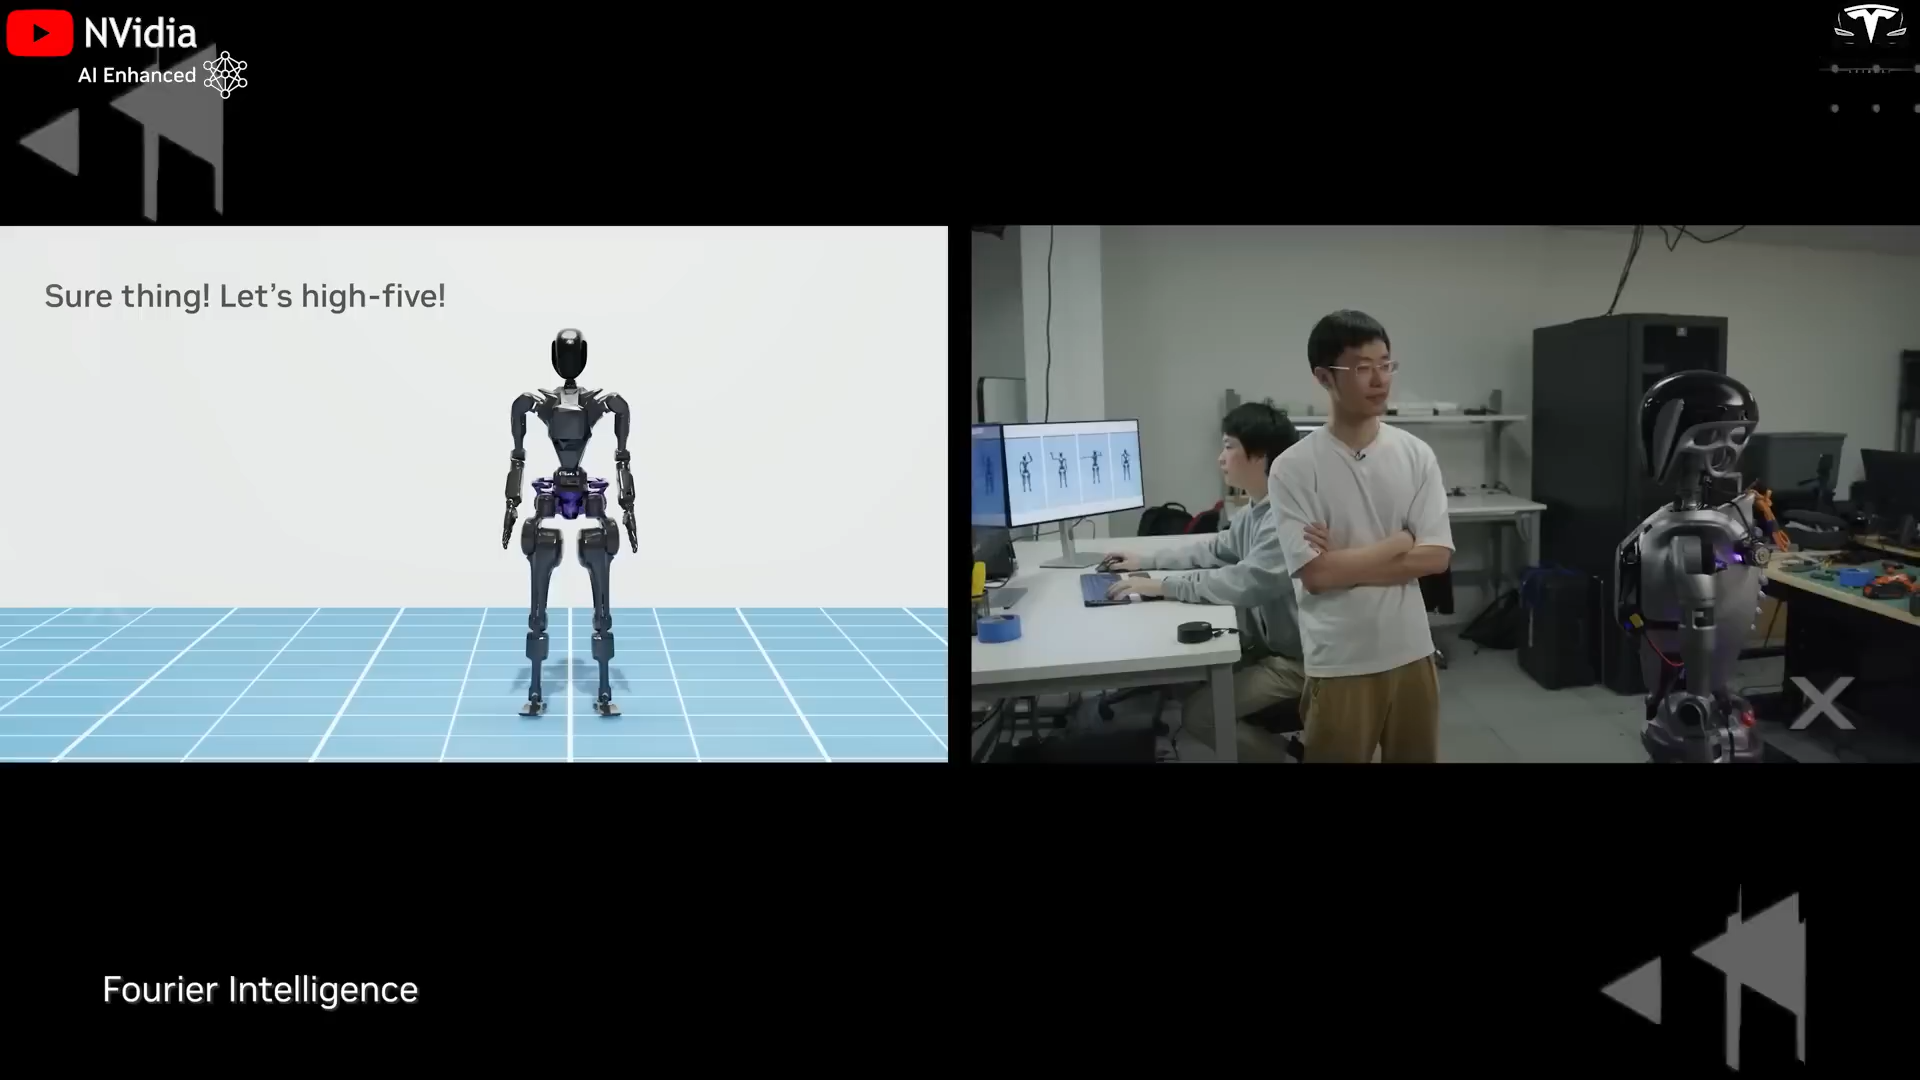 NVidia
AI Enhanced
Sure thing! Let's high-five!
X
Fourier Intelligence